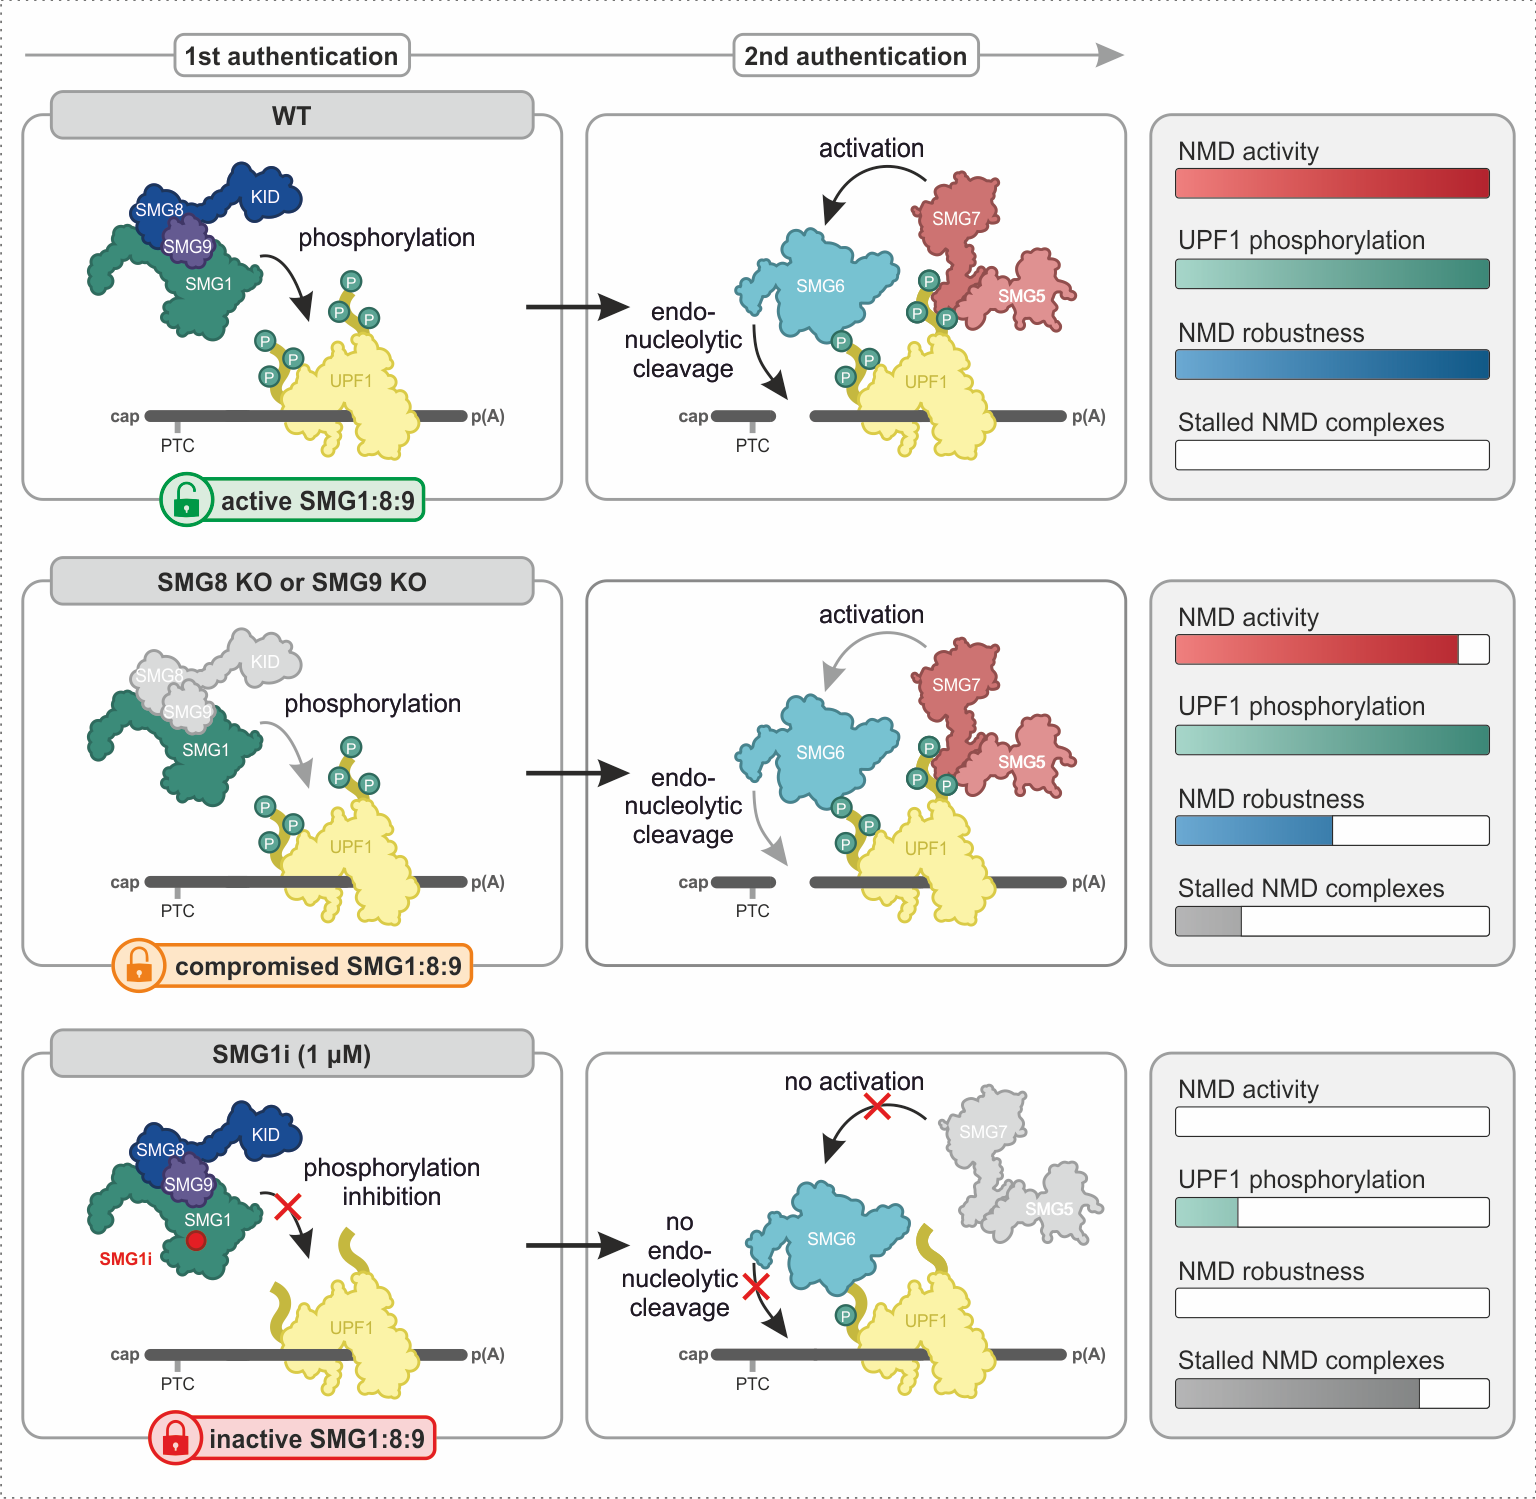 1st authentication
2nd authentication
WT
SMG8
KID
SMG9
SMG1
phosphorylation
P
P
P
P
P
P
UPF1
cap
p(A)
PTC
active SMG1:8:9
activation
SMG7
SMG6
SMG5
endo-
nucleolytic
cleavage
P
P
P
P
P
P
UPF1
cap
p(A)
PTC
NMD activity
UPF1 phosphorylation
NMD robustness
Stalled NMD complexes
SMG8 KO or SMG9 KO
SMG8
KID
SMG9
SMG1
phosphorylation
P
P
P
P
P
P
UPF1
cap
p(A)
PTC
compromised SMG1:8:9
activation
SMG7
SMG6
SMG5
endo-
nucleolytic
cleavage
P
P
P
P
P
P
UPF1
cap
p(A)
PTC
NMD activity
UPF1 phosphorylation
NMD robustness
Stalled NMD complexes
SMG1i (1 µM)
SMG8
KID
SMG9
SMG1
SMG1i
phosphorylation
inhibition
UPF1
cap
p(A)
PTC
inactive SMG1:8:9
no activation
SMG7
SMG6
SMG5
no
endo-
nucleolytic
cleavage
P
UPF1
cap
p(A)
PTC
NMD activity
UPF1 phosphorylation
NMD robustness
Stalled NMD complexes